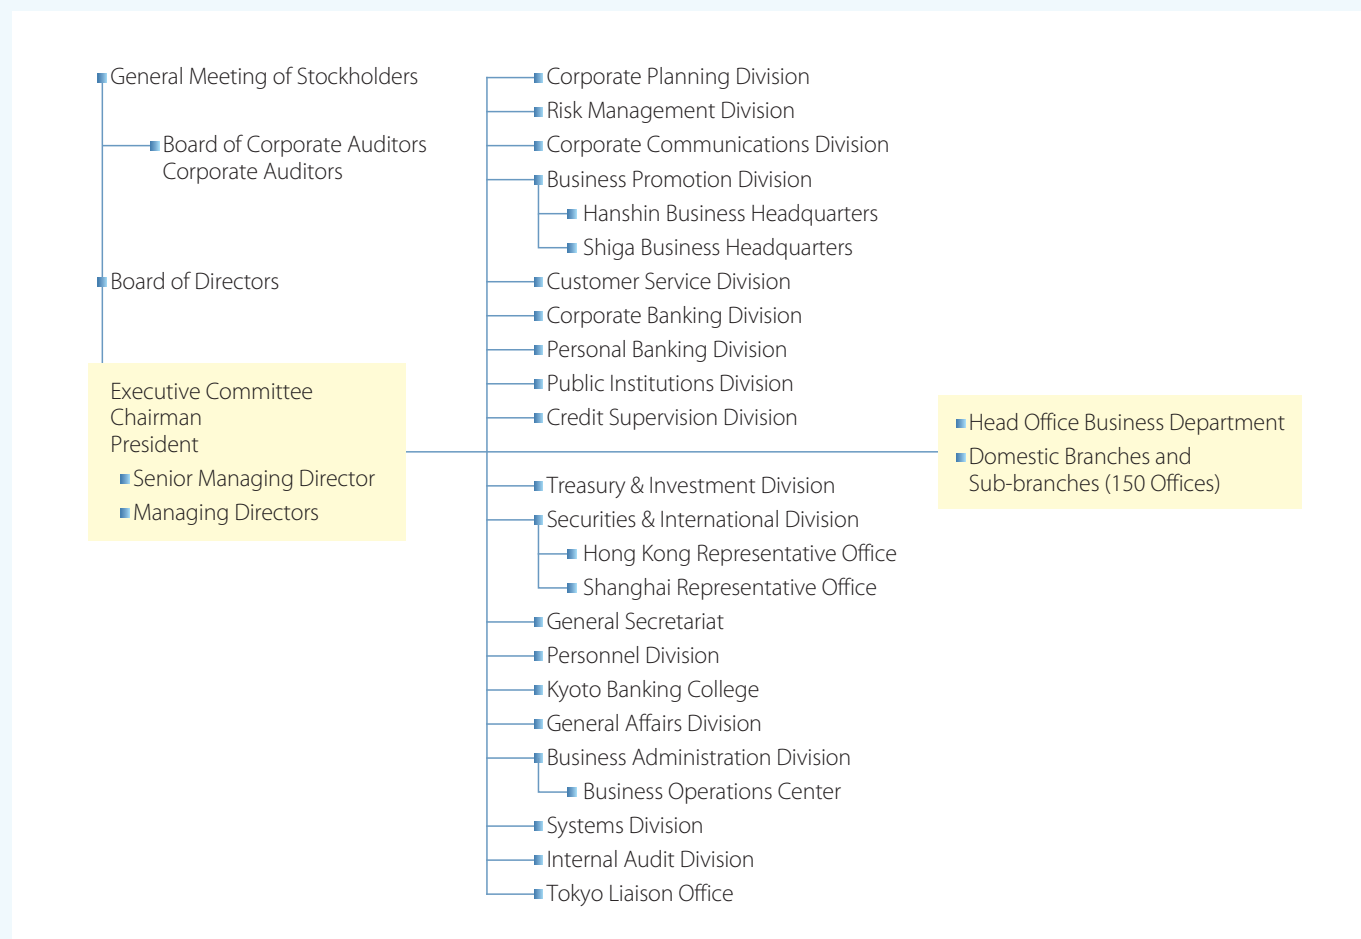 General Meeting of Stockholders
Board of Corporate Auditors
Corporate Auditors
Board of Directors
Executive Committee
Chairman
President
Senior Managing Director
Managing Directors
Corporate Planning Division
Risk Management Division
Corporate Communications Division
Business Promotion Division
Hanshin Business Headquarters
Shiga Business Headquarters
Customer Service Division
Corporate Banking Division
Personal Banking Division
Public Institutions Division
Credit Supervision Division
Treasury & Investment Division
Securities & International Division
Hong Kong Representative Office
Shanghai Representative Office
General Secretariat
Personnel Division
Kyoto Banking College
General Affairs Division
Business Administration Division
Business Operations Center
Systems Division
Internal Audit Division
Tokyo Liaison Office
Head Office Business Department
Domestic Branches and
Sub-branches (150 Offices)